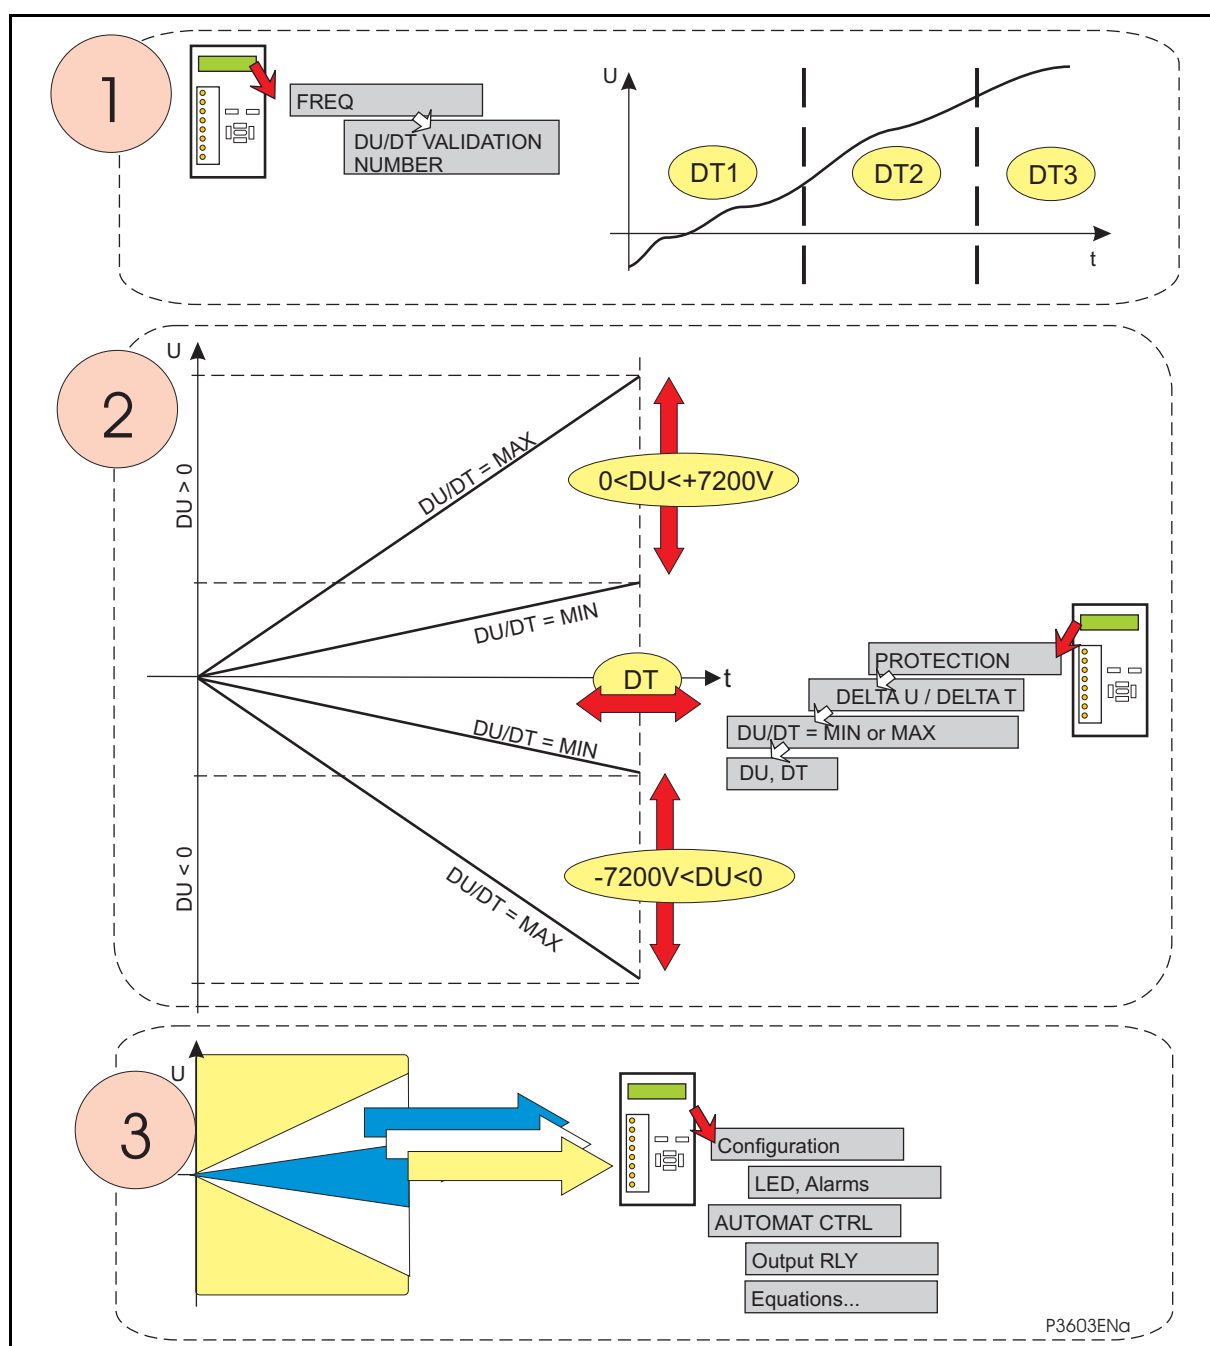 1
FREQ
DU/DT VALIDATION
NUMBER
U
DT1
DT2
DT3
t
2
U
DU > 0
DU/DT = MAX
0<DU<+7200V
DU/DT = MIN
DT
t
DU/DT = MIN
DU < 0
DU/DT = MAX
-7200V<DU<0
PROTECTION
DELTA U / DELTA T
DU/DT = MIN or MAX
DU, DT
3
U
Configuration
LED, Alarms
AUTOMAT CTRL
Output RLY
Equations...
P3603ENa